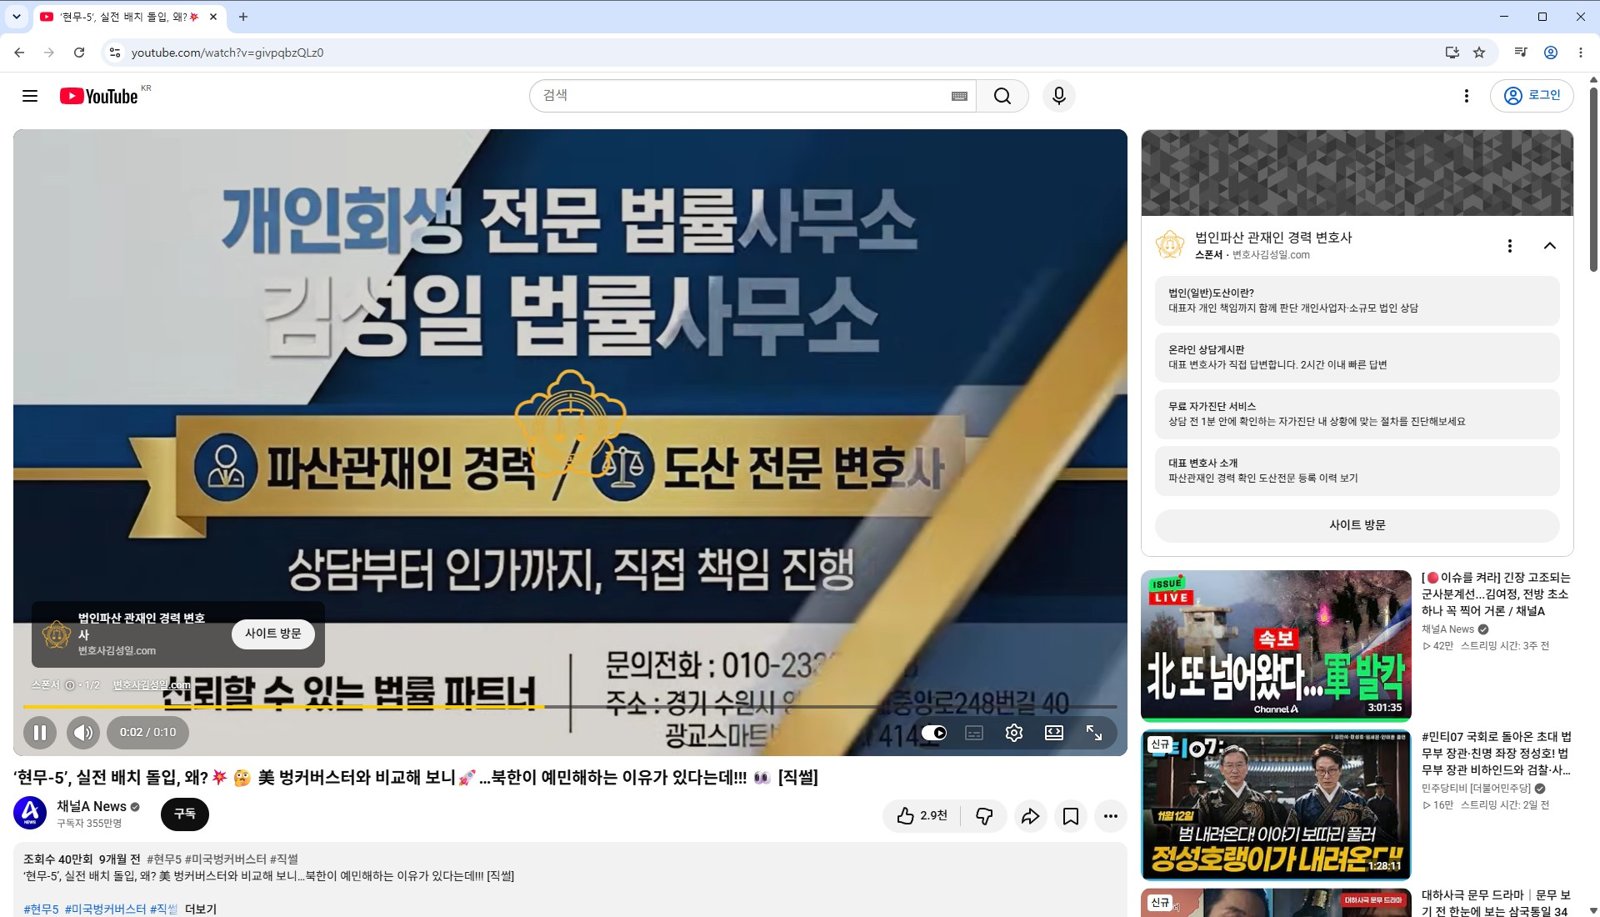 '현무-5', 실전 배치 돌입, 왜?💥
youtube.com/watch?v=givpqbzQLz0
YouTube KR
검색
로그인
개인회생 전문 법률사무소
김성일 법률사무소
파산관재인 경력 / 도산 전문 변호사
상담부터 인가까지, 직접 책임 진행
법인파산 관재인 경력 변호사
변호사김성일.com
사이트 방문
스폰서 · 1/2 변호사김성일.com
신뢰할 수 있는 법률 파트너
문의전화 : 010-233
주소 : 경기 수원시 중앙로248번길 40
광교스마트 414호
0:02 / 0:10
'현무-5', 실전 배치 돌입, 왜?💥 🤔 美 벙커버스터와 비교해 보니🚀...북한이 예민해하는 이유가 있다는데!!! 👀 [직썰]
채널A News
구독자 355만명
구독
2.9천
조회수 40만회 9개월 전 #현무5 #미국벙커버스터 #직썰
'현무-5', 실전 배치 돌입, 왜? 美 벙커버스터와 비교해 보니...북한이 예민해하는 이유가 있다는데!!! [직썰]
#현무5 #미국벙커버스터 #직썰 더보기
법인파산 관재인 경력 변호사
스폰서 · 변호사김성일.com
법인(일반)도산이란?
대표자 개인 책임까지 함께 판단 개인사업자·소규모 법인 상담
온라인 상담게시판
대표 변호사가 직접 답변합니다. 2시간 이내 빠른 답변
무료 자가진단 서비스
상담 전 1분 안에 확인하는 자가진단 내 상황에 맞는 절차를 진단해보세요
대표 변호사 소개
파산관재인 경력 확인 도산전문 등록 이력 보기
사이트 방문
ISSUE
LIVE
속보
北 또 넘어왔다...軍 발칵
Channel A
3:01:35
[🔴이슈를 켜라] 긴장 고조되는
군사분계선...김여정, 전방 초소
하나 꼭 찍어 거론 / 채널A
채널A News
42만 스트리밍 시간: 3주 전
신규
티07:
11월 12일
범 내려온다! 이야기 보따리 풀러
정성호랭이가 내려온다!
1:28:11
#민티07 국회로 돌아온 초대 법
무부 장관·친명 좌장 정성호! 법
무부 장관 비하인드와 검찰·사...
민주당티비 [더불어민주당]
16만 스트리밍 시간: 2일 전
신규
대하사극 문무 드라마
대하사극 문무 드라마｜문무 보
기 전 한눈에 보는 삼국통일 34